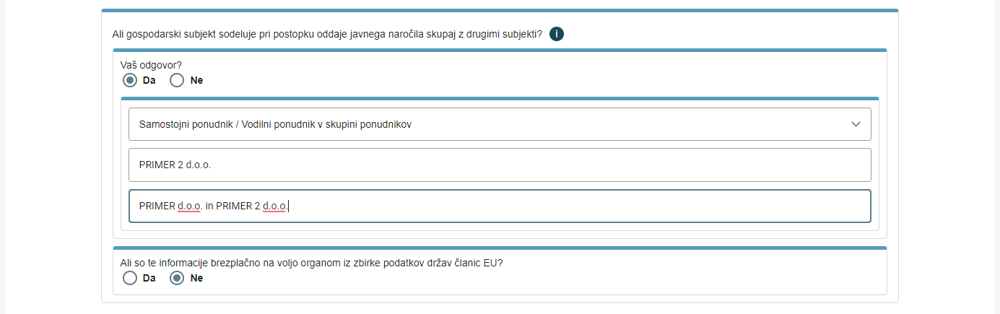 Ali gospodarski subjekt sodeluje pri postopku oddaje javnega naročila skupaj z drugimi subjekti? i
Vaš odgovor?
Da Ne
Samostojni ponudnik / Vodilni ponudnik v skupini ponudnikov
PRIMER 2 d.o.o.
PRIMER d.o.o. in PRIMER 2 d.o.o.
Ali so te informacije brezplačno na voljo organom iz zbirke podatkov držav članic EU?
Da Ne